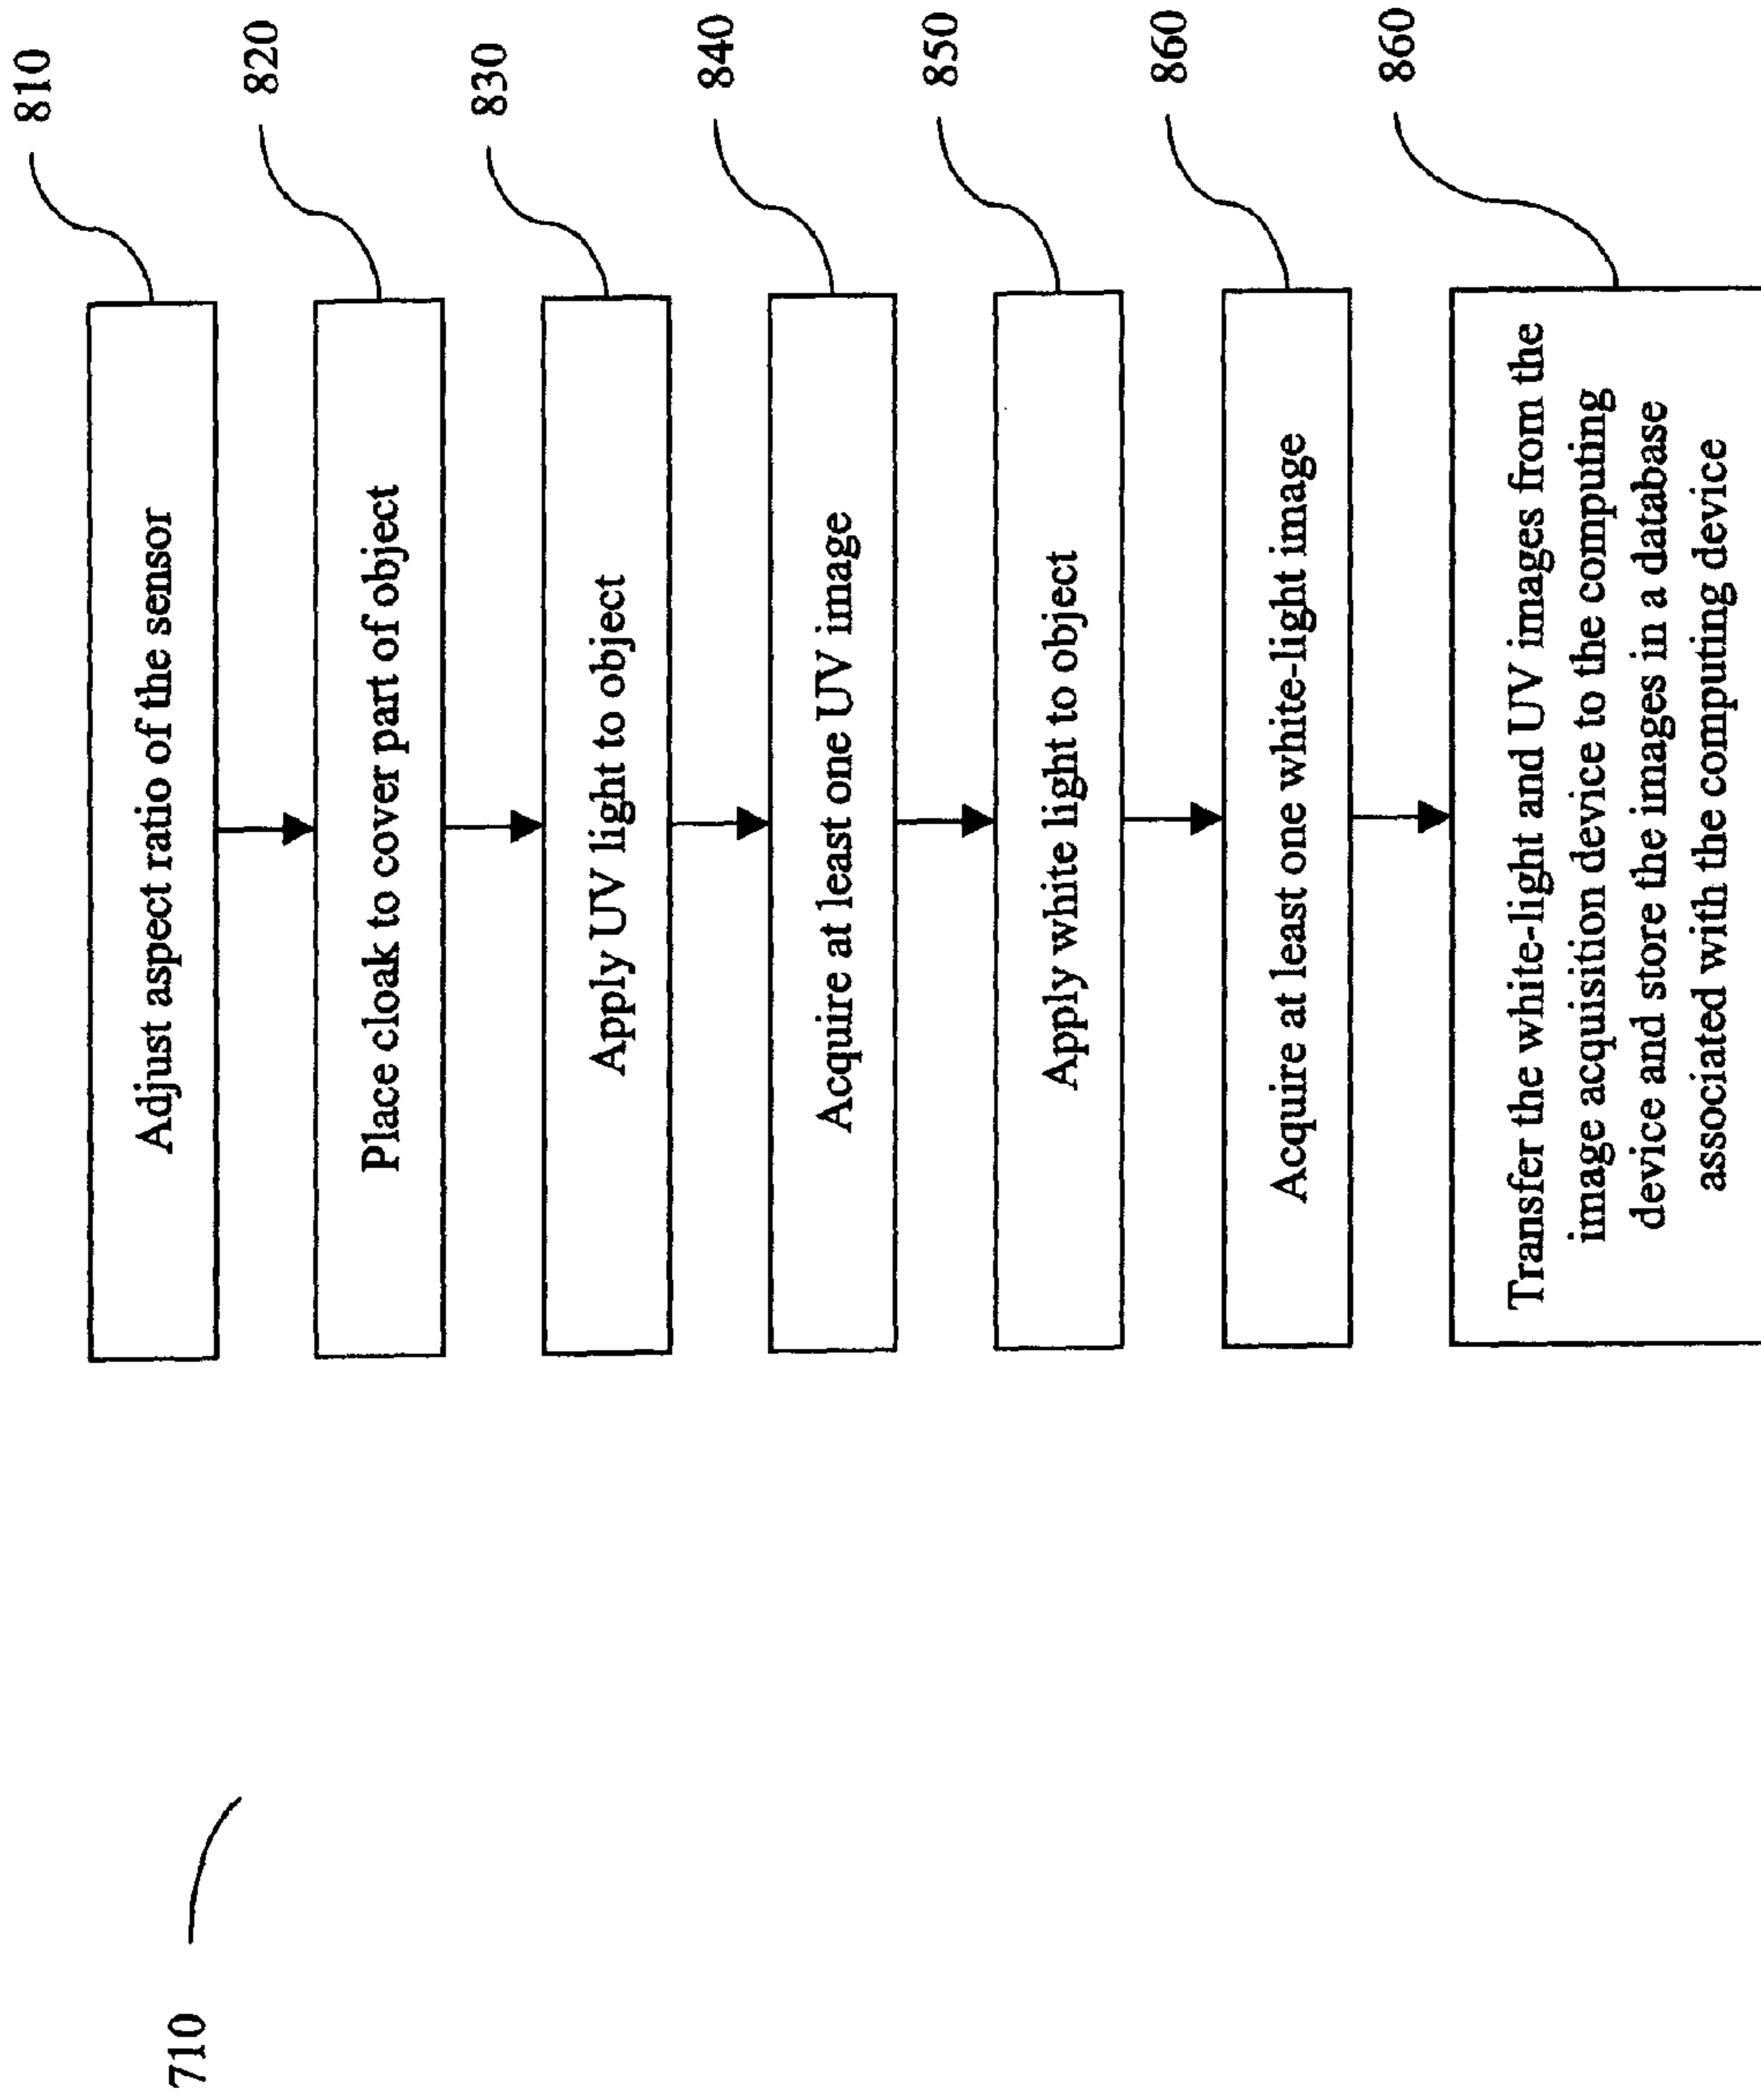 710
Adjust aspect ratio of the sensor
810
Place cloak to cover part of object
820
Apply UV light to object
830
Acquire at least one UV image
840
Apply white light to object
850
Acquire at least one white-light image
860
Transfer the white-light and UV images from the
image acquisition device to the computing
device and store the images in a database
associated with the computing device
860